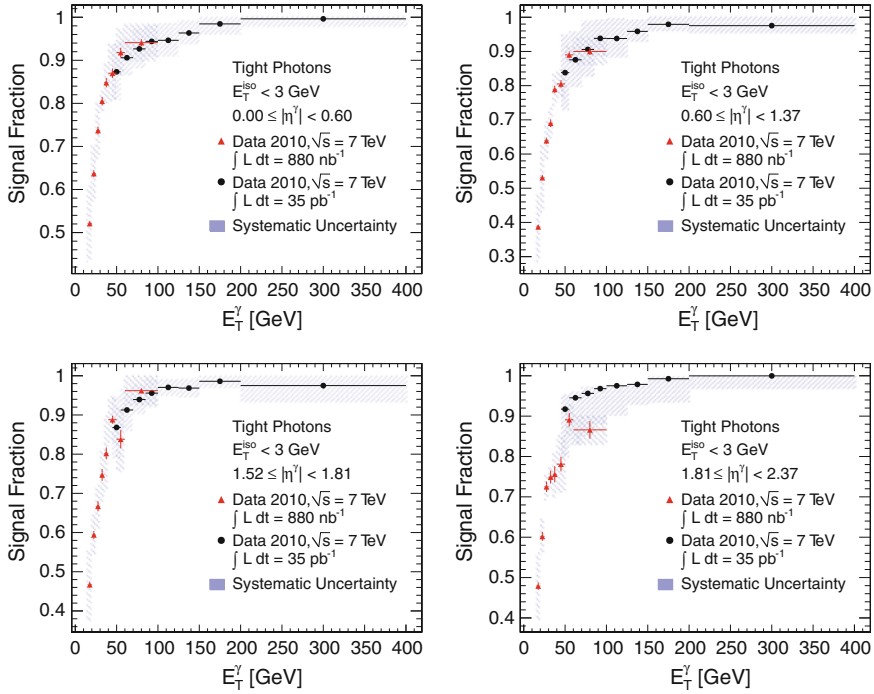 Signal Fraction
1
0.9
0.8
0.7
0.6
0.5
Tight Photons
E_T^iso < 3 GeV
0.00 ≤ |η^γ| < 0.60
Data 2010, √s = 7 TeV
∫ L dt = 880 nb⁻¹
Data 2010, √s = 7 TeV
∫ L dt = 35 pb⁻¹
Systematic Uncertainty
0 50 100 150 200 250 300 350 400
E_T^γ [GeV]
Signal Fraction
1
0.9
0.8
0.7
0.6
0.5
0.4
0.3
Tight Photons
E_T^iso < 3 GeV
0.60 ≤ |η^γ| < 1.37
Data 2010, √s = 7 TeV
∫ L dt = 880 nb⁻¹
Data 2010, √s = 7 TeV
∫ L dt = 35 pb⁻¹
Systematic Uncertainty
0 50 100 150 200 250 300 350 400
E_T^γ [GeV]
Signal Fraction
1
0.9
0.8
0.7
0.6
0.5
0.4
Tight Photons
E_T^iso < 3 GeV
1.52 ≤ |η^γ| < 1.81
Data 2010, √s = 7 TeV
∫ L dt = 880 nb⁻¹
Data 2010, √s = 7 TeV
∫ L dt = 35 pb⁻¹
Systematic Uncertainty
0 50 100 150 200 250 300 350 400
E_T^γ [GeV]
Signal Fraction
1
0.9
0.8
0.7
0.6
0.5
0.4
Tight Photons
E_T^iso < 3 GeV
1.81 ≤ |η^γ| < 2.37
Data 2010, √s = 7 TeV
∫ L dt = 880 nb⁻¹
Data 2010, √s = 7 TeV
∫ L dt = 35 pb⁻¹
Systematic Uncertainty
0 50 100 150 200 250 300 350 400
E_T^γ [GeV]